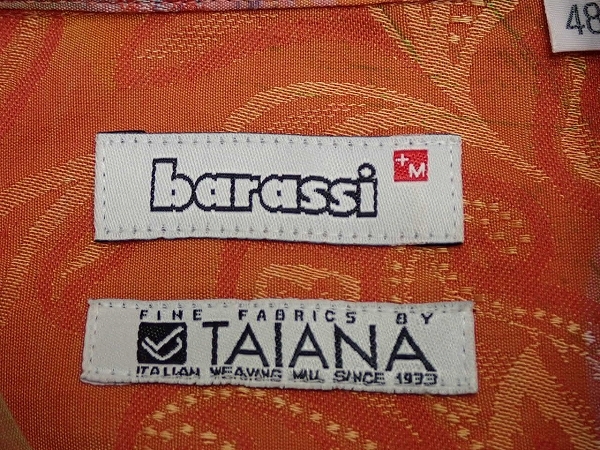 48
barassi +M
FINE FABRICS BY
TAIANA
ITALIAN WEAVING MILL SINCE 1933